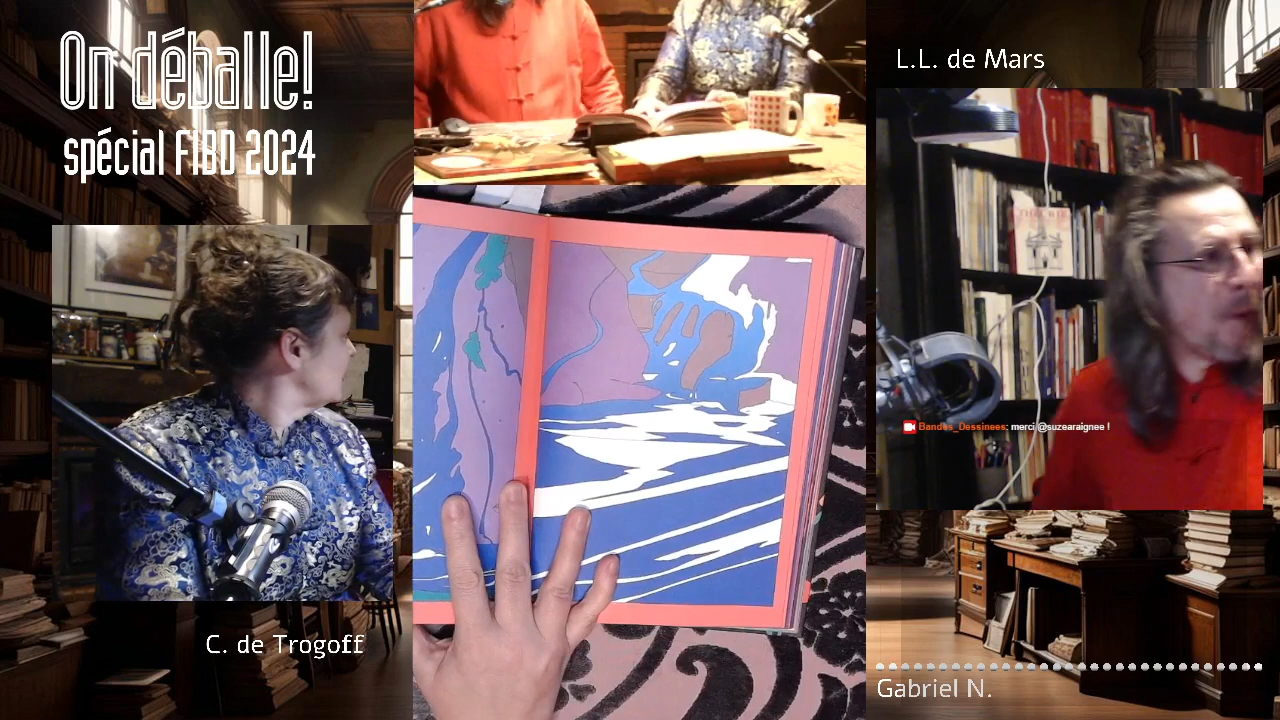 On déballe!
spécial FIBD 2024
L.L. de Mars
Bandes_Dessinees: merci @suzearaignee !
C. de Trogoff
Gabriel N.